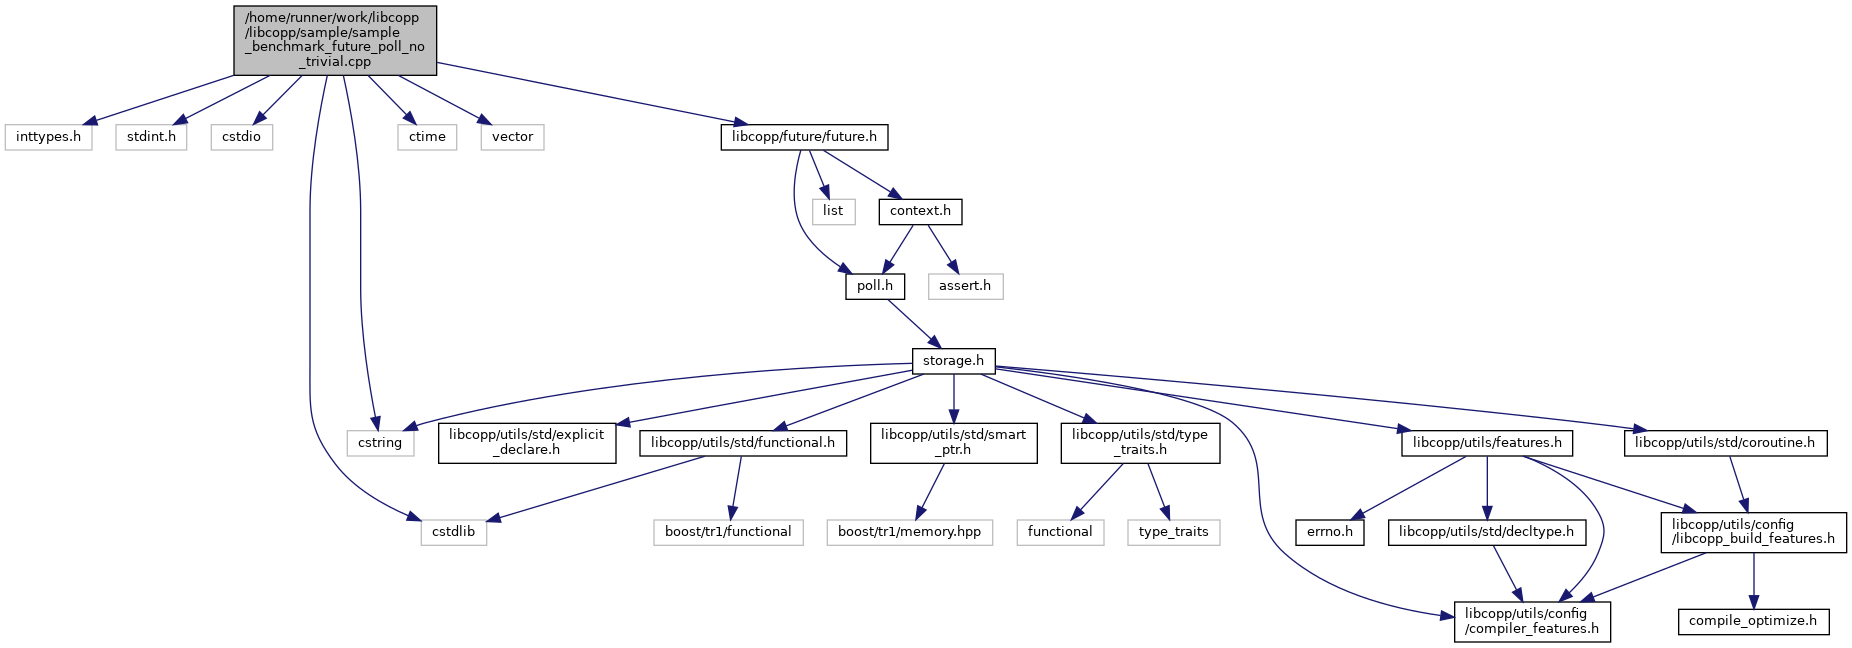 /home/runner/work/libcopp
/libcopp/sample/sample
_benchmark_future_poll_no
_trivial.cpp
inttypes.h
stdint.h
cstdio
ctime
vector
libcopp/future/future.h
list
context.h
poll.h
assert.h
storage.h
cstring
libcopp/utils/std/explicit
_declare.h
libcopp/utils/std/functional.h
libcopp/utils/std/smart
_ptr.h
libcopp/utils/std/type
_traits.h
libcopp/utils/features.h
libcopp/utils/std/coroutine.h
cstdlib
boost/tr1/functional
boost/tr1/memory.hpp
functional
type_traits
errno.h
libcopp/utils/std/decltype.h
libcopp/utils/config
/libcopp_build_features.h
libcopp/utils/config
/compiler_features.h
compile_optimize.h